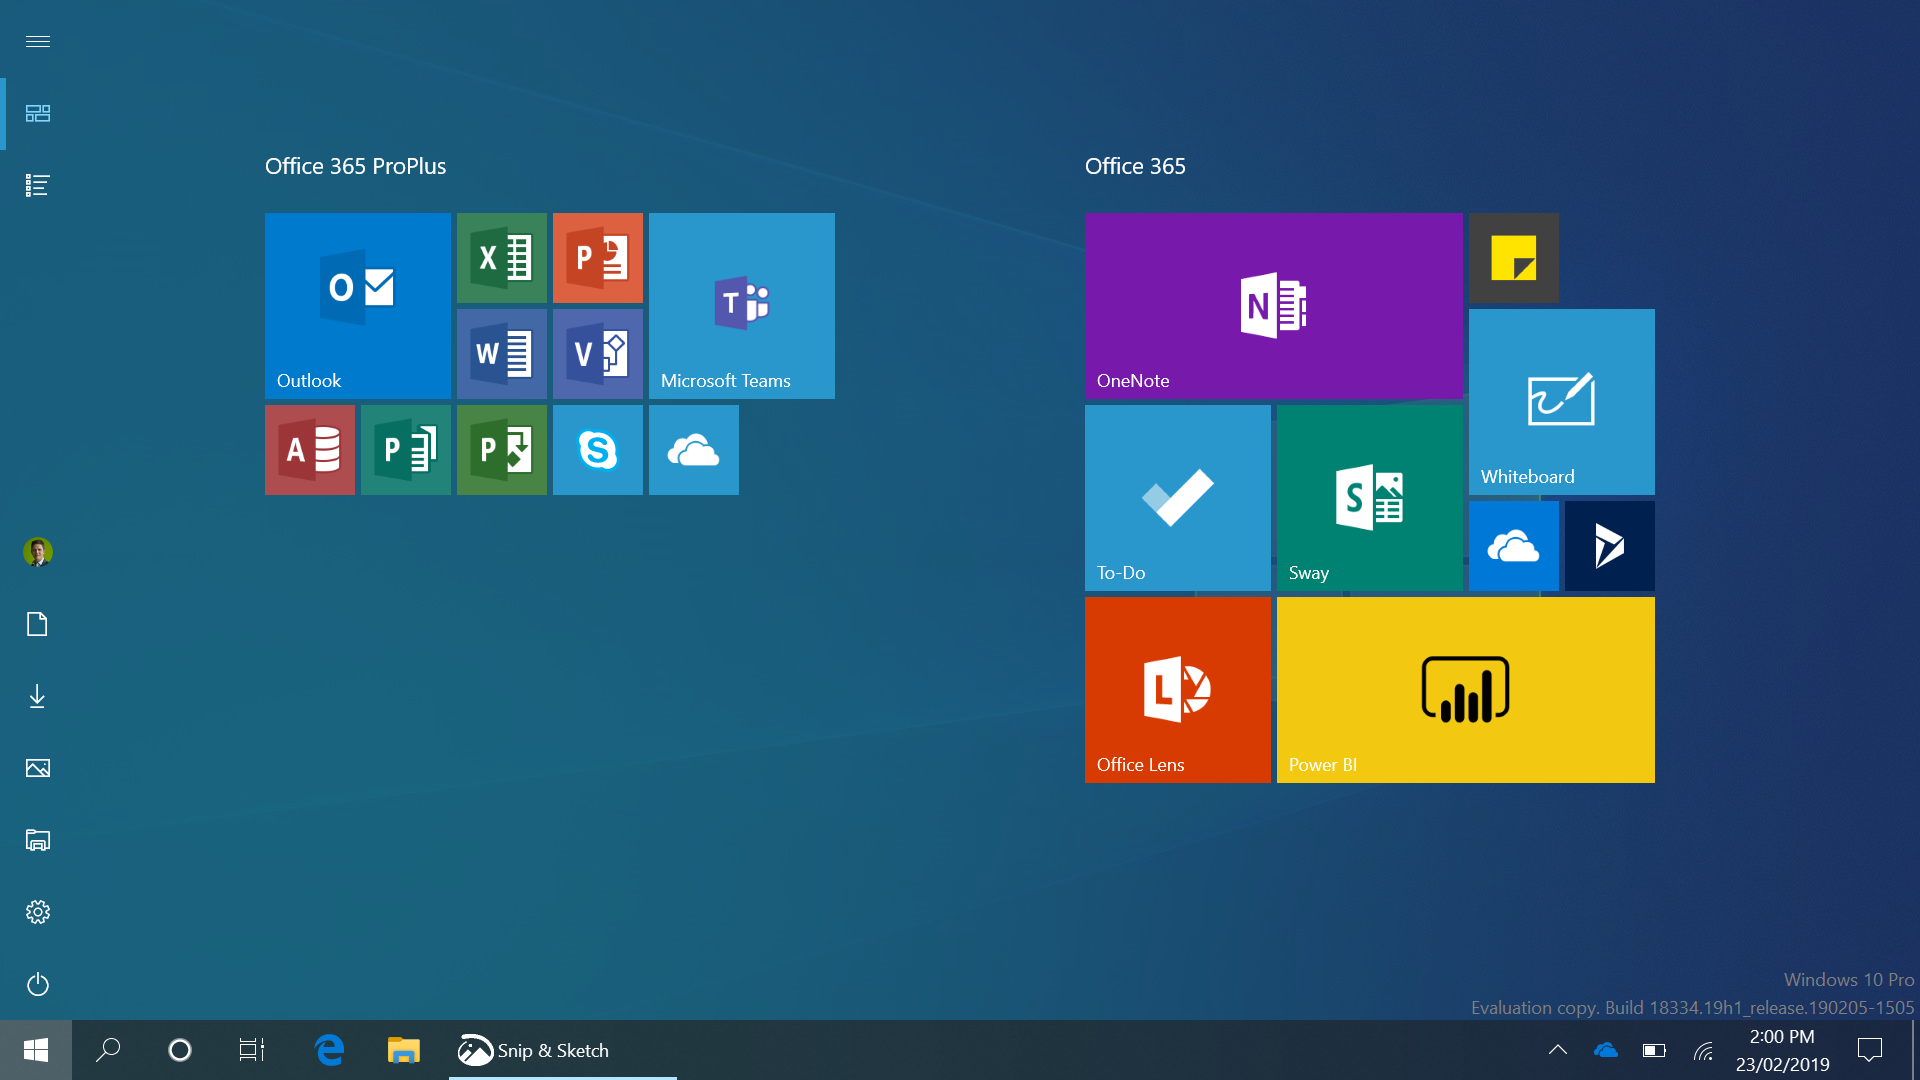 Office 365 ProPlus
Office 365
O
Outlook
X
P
W
V
T
Microsoft Teams
A
P
P
S
N
OneNote
Whiteboard
To-Do
S
Sway
L
Office Lens
Power BI
Windows 10 Pro
Evaluation copy. Build 18334.19h1_release.190205-1505
Snip & Sketch
2:00 PM
23/02/2019